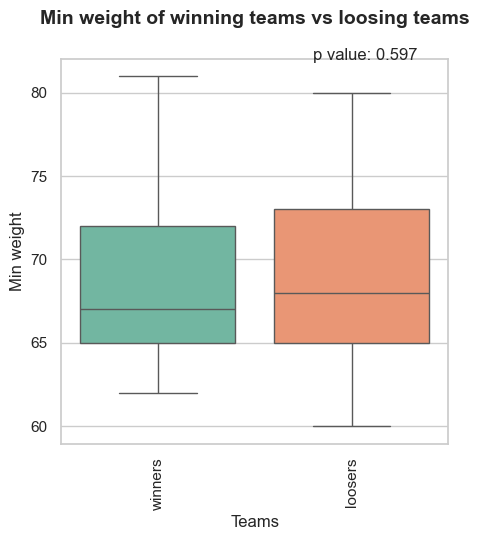 Min weight of winning teams vs loosing teams
p value: 0.597
80
75
70
65
60
Min weight
winners
loosers
Teams